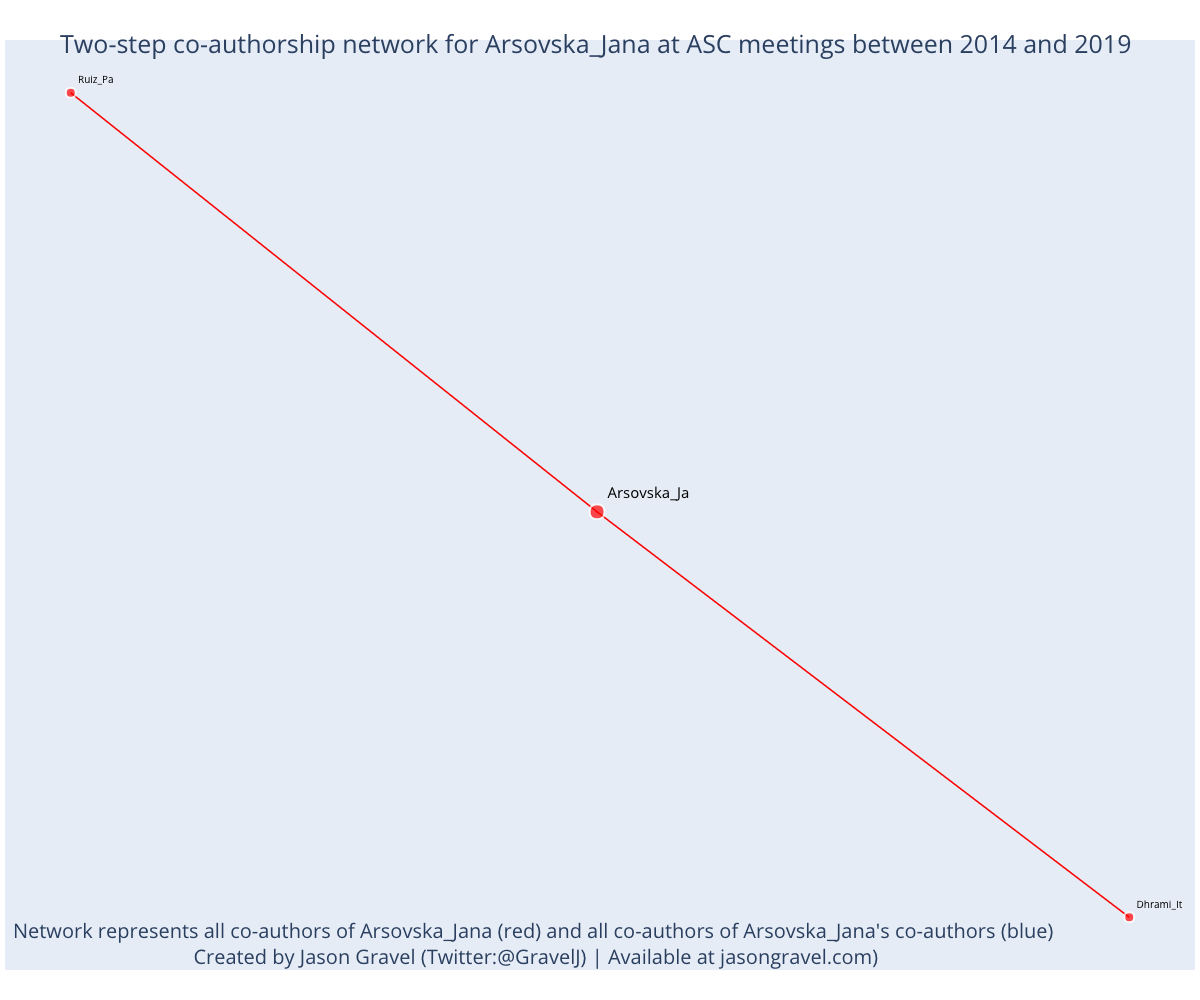 Two-step co-authorship network for Arsovska_Jana at ASC meetings between 2014 and 2019
Ruiz_Pa
Arsovska_Ja
Dhrami_It
Network represents all co-authors of Arsovska_Jana (red) and all co-authors of Arsovska_Jana's co-authors (blue)
Created by Jason Gravel (Twitter:@GravelJ) | Available at jasongravel.com)